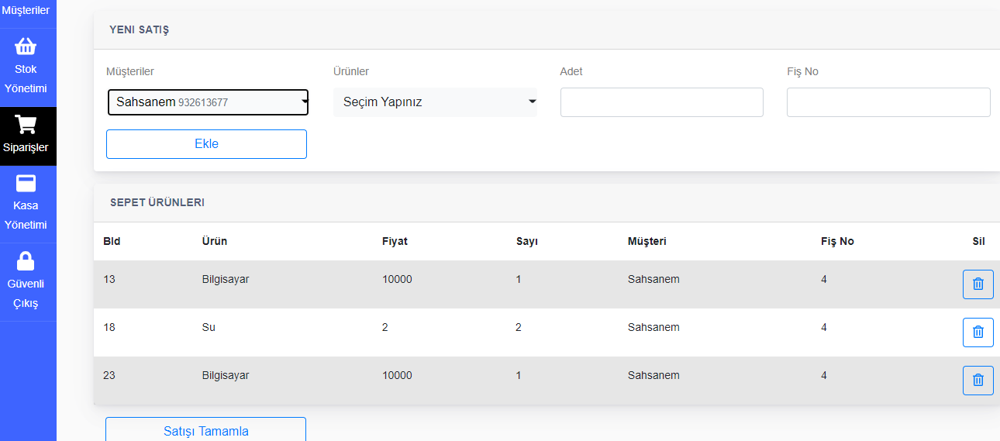 Müşteriler
Stok
Yönetimi
Siparişler
Kasa
Yönetimi
Güvenli
Çıkış
YENI SATIŞ
Müşteriler Ürünler Adet Fiş No
Sahsanem 932613677 Seçim Yapınız
Ekle
SEPET ÜRÜNLERI
BId Ürün Fiyat Sayı Müşteri Fiş No Sil
13 Bilgisayar 10000 1 Sahsanem 4
18 Su 2 2 Sahsanem 4
23 Bilgisayar 10000 1 Sahsanem 4
Satışı Tamamla